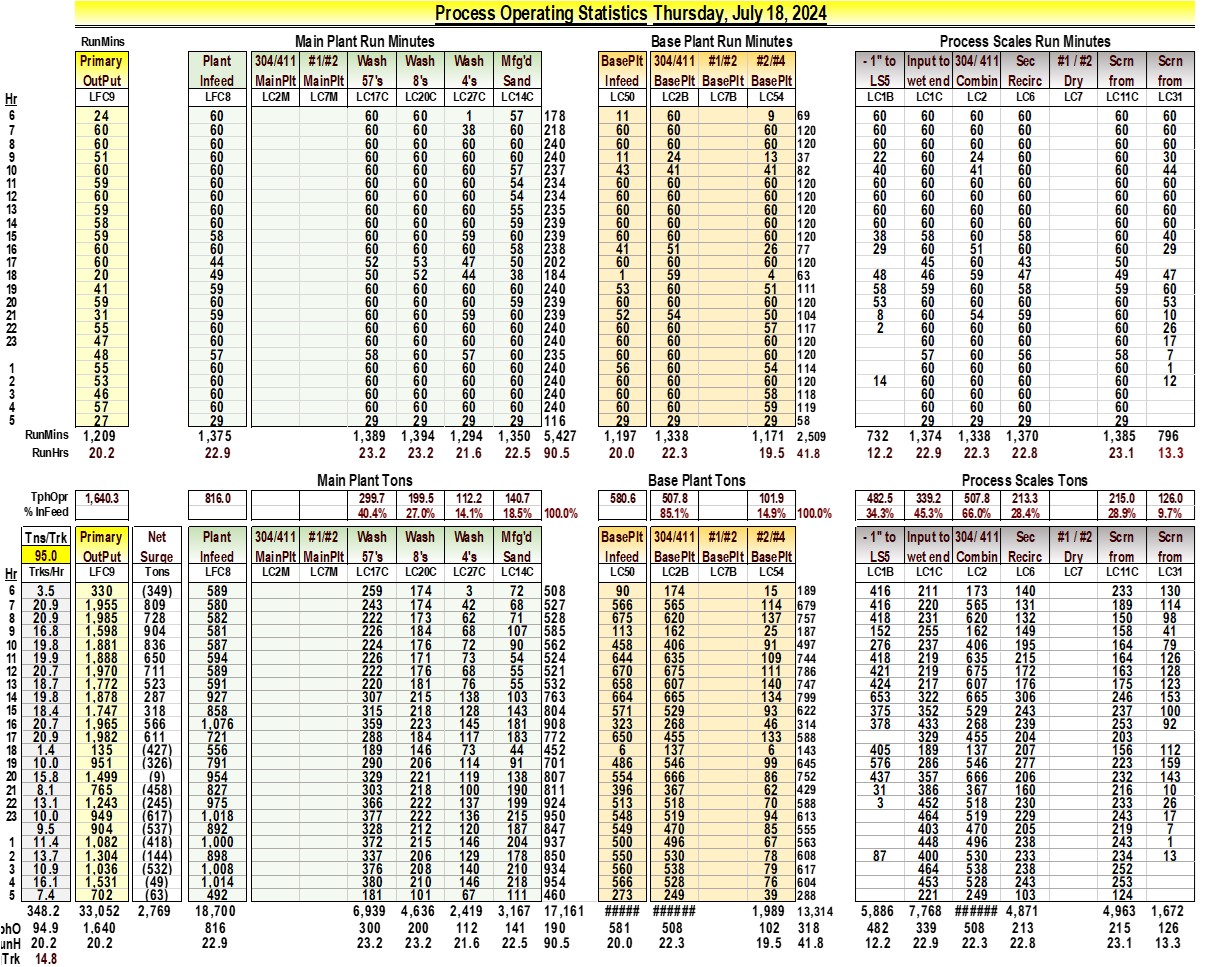 Process Operating Statistics Thursday, July 18, 2024
RunMins Main Plant Run Minutes Base Plant Run Minutes Process Scales Run Minutes
Primary Plant 304/411 #1/#2 Wash Wash Wash Mfg'd BasePlt 304/411 #1/#2 #2/#4 - 1" to Input to 304/ 411 Sec #1 / #2 Scrn Scrn
OutPut Infeed MainPlt MainPlt 57's 8's 4's Sand Infeed BasePlt BasePlt BasePlt LS5 wet end Combin Recirc Dry from from
Hr LFC9 LFC8 LC2M LC7M LC17C LC20C LC27C LC14C LC50 LC2B LC7B LC54 LC1B LC1C LC2 LC6 LC7 LC11C LC31
6 24 60 60 60 1 57 178 11 60 9 69 60 60 60 60 60 60
7 60 60 60 60 38 60 218 60 60 60 120 60 60 60 60 60 60
8 60 60 60 60 60 60 240 60 60 60 120 60 60 60 60 60 60
9 51 60 60 60 60 60 240 11 24 13 37 22 60 24 60 60 30
10 60 60 60 60 60 57 237 43 41 41 82 40 60 41 60 60 44
11 59 60 60 60 60 54 234 60 60 60 120 60 60 60 60 60 60
12 60 60 60 60 60 54 234 60 60 60 120 60 60 60 60 60 60
13 59 60 60 60 60 55 235 60 60 60 120 60 60 60 60 60 60
14 58 60 60 60 60 59 239 60 60 60 120 60 60 60 60 60 60
15 59 58 60 60 59 60 239 60 60 60 120 38 58 60 58 60 40
16 60 60 60 60 60 58 238 41 51 26 77 29 60 51 60 60 29
17 60 44 52 53 47 50 202 60 60 60 120 45 60 43 50
18 20 49 50 52 44 38 184 1 59 4 63 48 46 59 47 49 47
19 41 59 60 60 60 60 240 53 60 51 111 58 59 60 58 59 60
20 59 60 60 60 60 59 239 60 60 60 120 53 60 60 60 60 53
21 31 59 60 60 59 60 239 52 54 50 104 8 60 54 59 60 10
22 55 60 60 60 60 60 240 60 60 57 117 2 60 60 60 60 26
23 47 60 60 60 60 60 240 60 60 60 120 60 60 60 60 17
48 57 58 60 57 60 235 60 60 60 120 57 60 56 58 7
1 55 60 60 60 60 60 240 56 60 54 114 60 60 60 60 1
2 53 60 60 60 60 60 240 60 60 60 120 14 60 60 60 60 12
3 46 60 60 60 60 60 240 60 60 58 118 60 60 60 60
4 57 60 60 60 60 60 240 60 60 59 119 60 60 60 60
5 27 29 29 29 29 29 116 29 29 29 58 29 29 29 29
RunMins 1,209 1,375 1,389 1,394 1,294 1,350 5,427 1,197 1,338 1,171 2,509 732 1,374 1,338 1,370 1,385 796
RunHrs 20.2 22.9 23.2 23.2 21.6 22.5 90.5 20.0 22.3 19.5 41.8 12.2 22.9 22.3 22.8 23.1 13.3
Main Plant Tons Base Plant Tons Process Scales Tons
TphOpr 1,640.3 816.0 299.7 199.5 112.2 140.7 580.6 507.8 101.9 482.5 339.2 507.8 213.3 215.0 126.0
% InFeed 40.4% 27.0% 14.1% 18.5% 100.0% 85.1% 14.9% 100.0% 34.3% 45.3% 66.0% 28.4% 28.9% 9.7%
Tns/Trk Primary Net Plant 304/411 #1/#2 Wash Wash Wash Mfg'd BasePlt 304/411 #1/#2 #2/#4 - 1" to Input to 304/ 411 Sec #1 / #2 Scrn Scrn
95.0 OutPut Surge Infeed MainPlt MainPlt 57's 8's 4's Sand Infeed BasePlt BasePlt BasePlt LS5 wet end Combin Recirc Dry from from
Hr Trks/Hr LFC9 Tons LFC8 LC2M LC7M LC17C LC20C LC27C LC14C LC50 LC2B LC7B LC54 LC1B LC1C LC2 LC6 LC7 LC11C LC31
6 3.5 330 (349) 589 259 174 3 72 508 90 174 15 189 416 211 173 140 233 130
7 20.9 1,955 809 580 243 174 42 68 527 566 565 114 679 416 220 565 131 189 114
8 20.9 1,985 728 582 222 173 62 71 528 675 620 137 757 418 231 620 132 150 98
9 16.8 1,598 904 581 226 184 68 107 585 113 162 25 187 152 255 162 149 158 41
10 19.8 1,881 836 587 224 176 72 90 562 458 406 91 497 276 237 406 195 164 79
11 19.9 1,888 650 594 226 171 73 54 524 644 635 109 744 418 219 635 215 164 126
12 20.7 1,970 711 589 222 176 68 55 521 670 675 111 786 421 219 675 172 163 128
13 18.7 1,772 523 591 220 181 76 55 532 658 607 140 747 424 217 607 176 175 123
14 19.8 1,878 287 927 307 215 138 103 763 664 665 134 799 653 322 665 306 246 153
15 18.4 1,747 318 858 315 218 128 143 804 571 529 93 622 375 352 529 243 237 100
16 20.7 1,965 566 1,076 359 223 145 181 908 323 268 46 314 378 433 268 239 253 92
17 20.9 1,982 611 721 288 184 117 183 772 650 455 133 588 329 455 204 203
18 1.4 135 (427) 556 189 146 73 44 452 6 137 6 143 405 189 137 207 156 112
19 10.0 951 (326) 791 290 206 114 91 701 486 546 99 645 576 286 546 277 223 159
20 15.8 1,499 (9) 954 329 221 119 138 807 554 666 86 752 437 357 666 206 232 143
21 8.1 765 (458) 827 303 218 100 190 811 396 367 62 429 31 386 367 160 216 10
22 13.1 1,243 (245) 975 366 222 137 199 924 513 518 70 588 3 452 518 230 233 26
23 10.0 949 (617) 1,018 377 222 136 215 950 548 519 94 613 464 519 229 243 17
9.5 904 (537) 892 328 212 120 187 847 549 470 85 555 403 470 205 219 7
1 11.4 1,082 (418) 1,000 372 215 146 204 937 500 496 67 563 448 496 238 243 1
2 13.7 1,304 (144) 898 337 206 129 178 850 550 530 78 608 87 400 530 233 234 13
3 10.9 1,036 (532) 1,008 376 208 140 210 934 560 538 79 617 464 538 238 252
4 16.1 1,531 (49) 1,014 380 210 146 218 954 566 528 76 604 453 528 243 253
5 7.4 702 (63) 492 181 101 67 111 460 273 249 39 288 221 249 103 124
348.2 33,052 2,769 18,700 6,939 4,636 2,419 3,167 17,161 ##### ###### 1,989 13,314 5,886 7,768 ###### 4,871 4,963 1,672
phO 94.9 1,640 816 300 200 112 141 190 581 508 102 318 482 339 508 213 215 126
unH 20.2 20.2 22.9 23.2 23.2 21.6 22.5 90.5 20.0 22.3 19.5 41.8 12.2 22.9 22.3 22.8 23.1 13.3
Trk 14.8